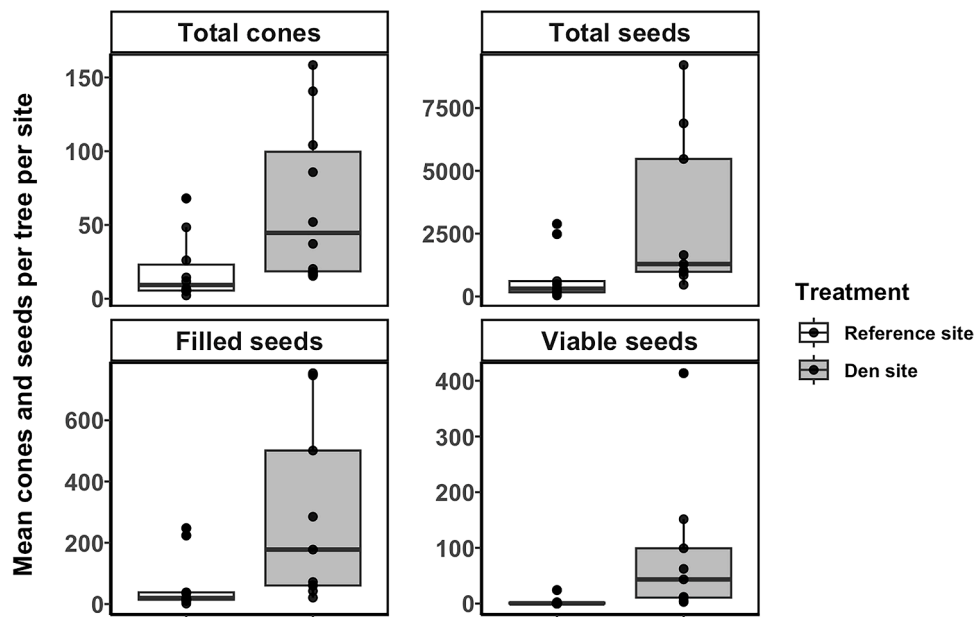 Mean cones and seeds per tree per site
Total cones
150
100
50
0
Total seeds
7500
5000
2500
0
Filled seeds
600
400
200
0
Viable seeds
400
300
200
100
0
Treatment
Reference site
Den site